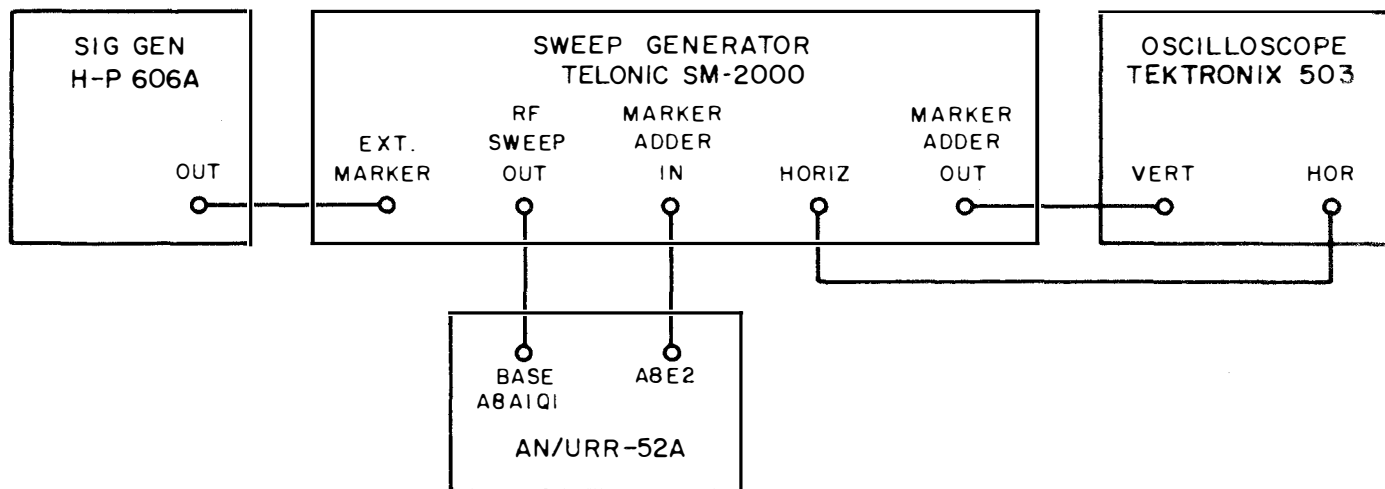 SIG GEN
H-P 606A
OUT
SWEEP GENERATOR
TELONIC SM-2000
EXT.
MARKER
RF
SWEEP
OUT
MARKER
ADDER
IN
HORIZ
MARKER
ADDER
OUT
OSCILLOSCOPE
TEKTRONIX 503
VERT
HOR
BASE
A8A1Q1
A8E2
AN/URR-52A